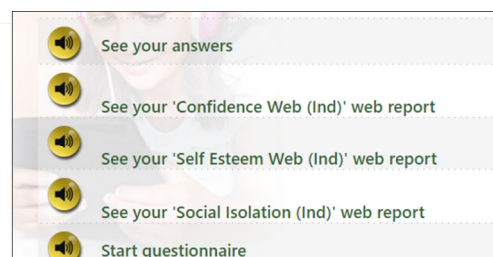 See your answers
See your 'Confidence Web (Ind)' web report
See your 'Self Esteem Web (Ind)' web report
See your 'Social Isolation (Ind)' web report
Start questionnaire